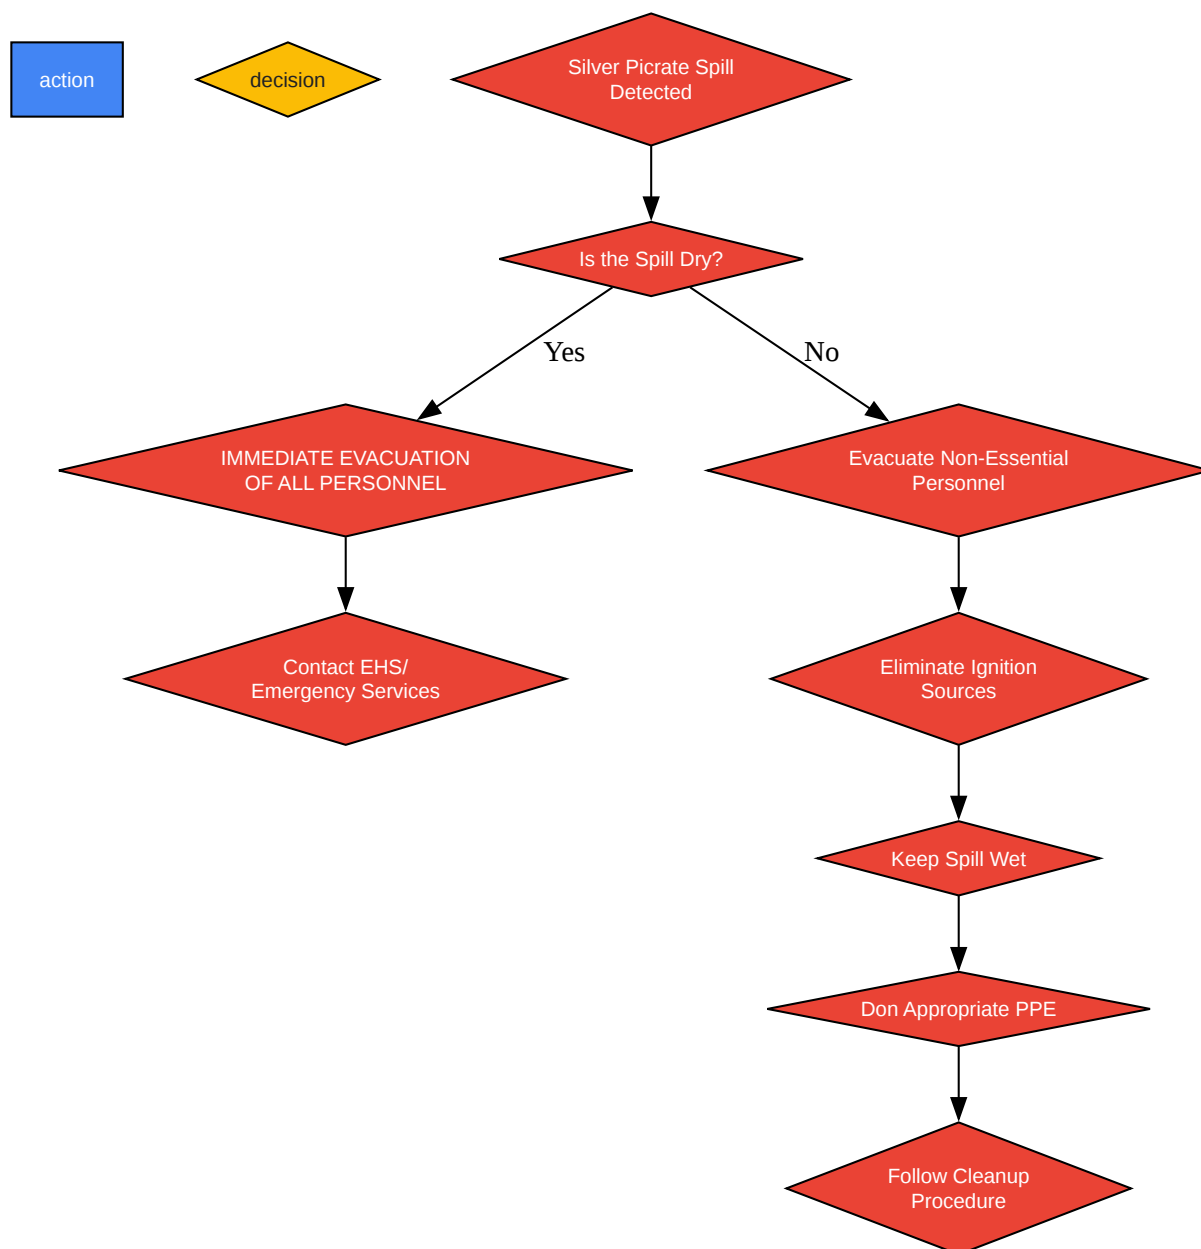 action
decision
Silver Picrate Spill
Detected
Is the Spill Dry?
Yes
No
IMMEDIATE EVACUATION
OF ALL PERSONNEL
Evacuate Non-Essential
Personnel
Contact EHS/
Emergency Services
Eliminate Ignition
Sources
Keep Spill Wet
Don Appropriate PPE
Follow Cleanup
Procedure